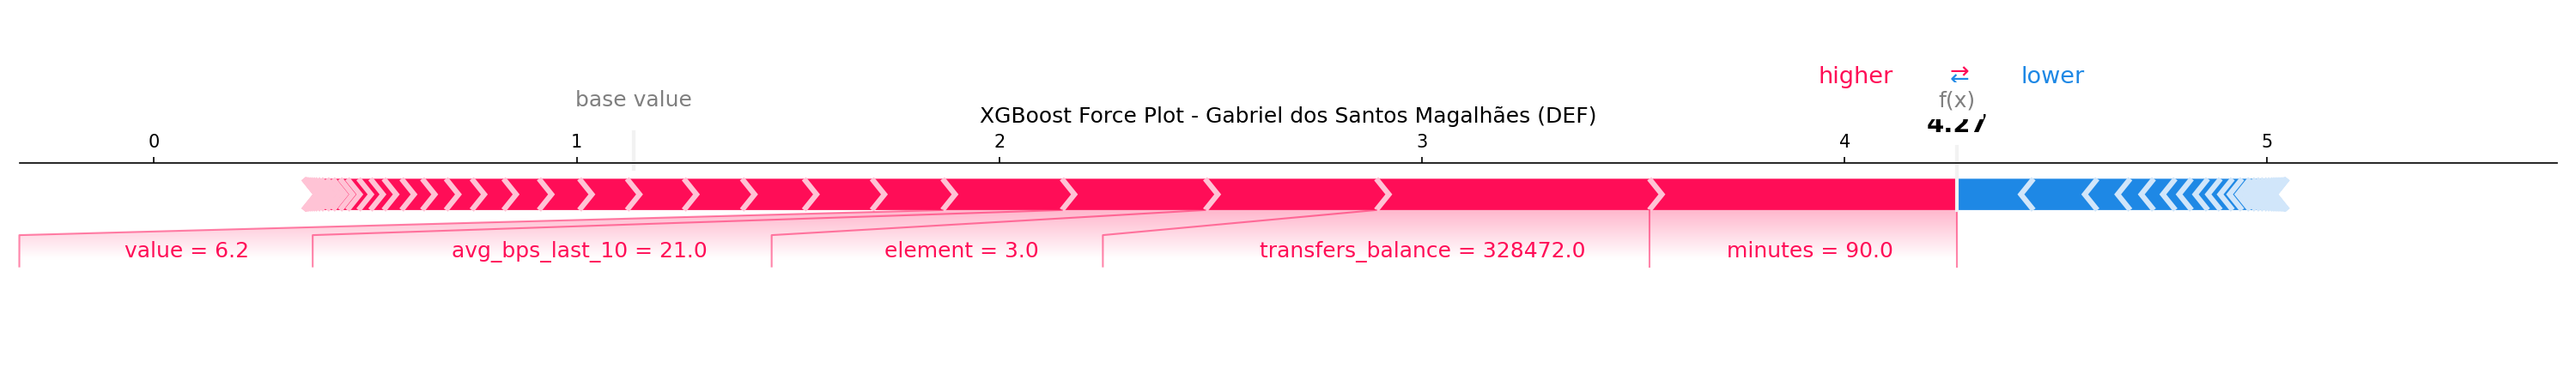 higher ⇄ lower
base value f(x)
XGBoost Force Plot - Gabriel dos Santos Magalhães (DEF)
4.27
0 1 2 3 4 5
value = 6.2 avg_bps_last_10 = 21.0 element = 3.0 transfers_balance = 328472.0 minutes = 90.0